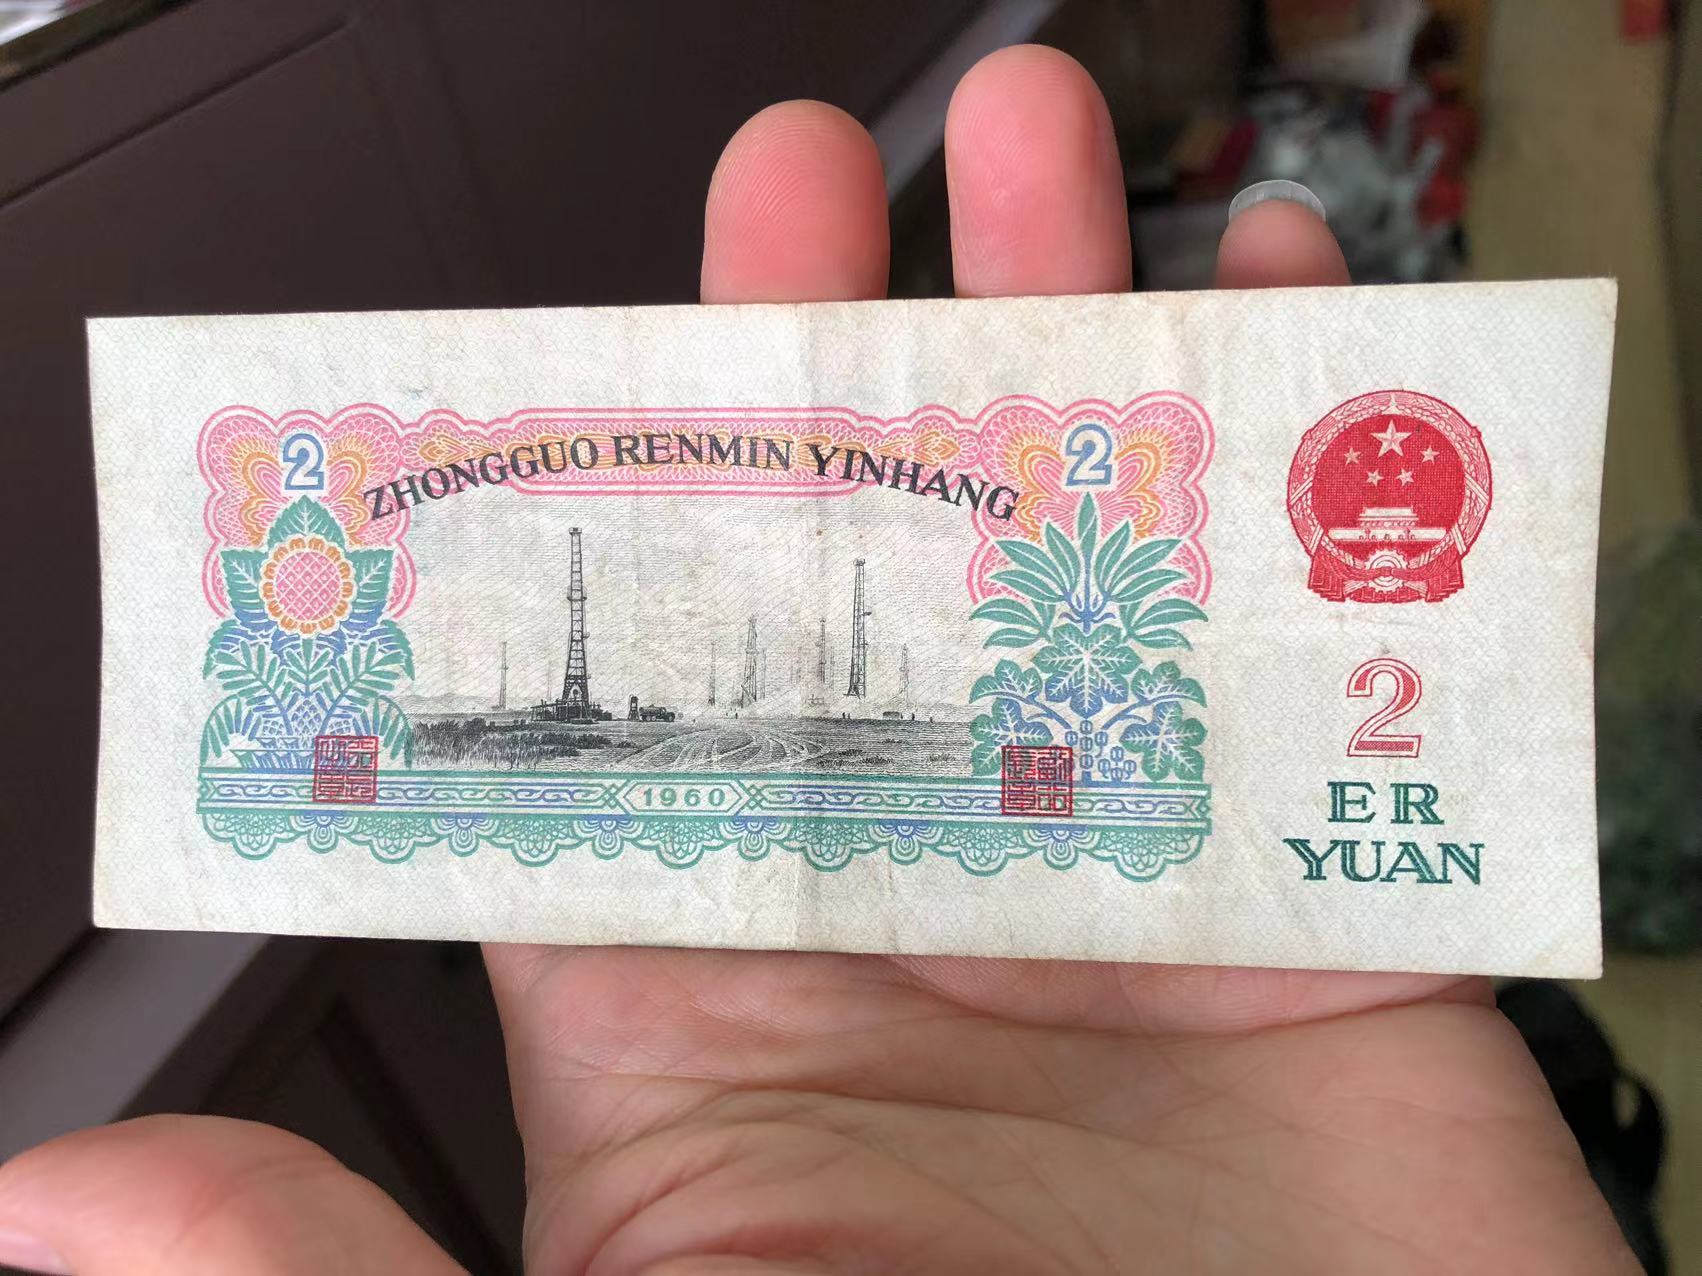 2
2
ZHONGGUO RENMIN YINHANG
1960
2
ER
YUAN